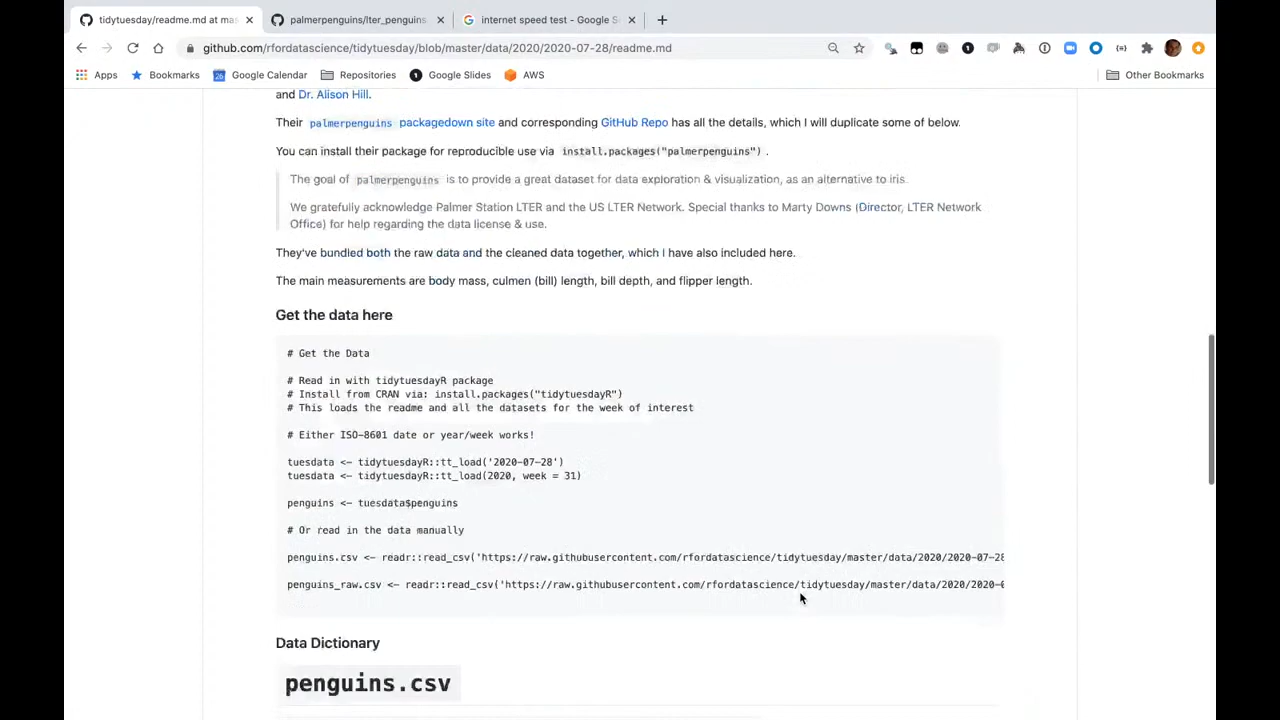 tidytuesday/readme.md at mas
palmerpenguins/lter_penguins
internet speed test - Google S
github.com/rfordatascience/tidytuesday/blob/master/data/2020/2020-07-28/readme.md
Apps Bookmarks Google Calendar Repositories Google Slides AWS Other Bookmarks
and Dr. Alison Hill.
Their palmerpenguins packagedown site and corresponding GitHub Repo has all the details, which I will duplicate some of below.
You can install their package for reproducible use via install.packages("palmerpenguins") .
The goal of palmerpenguins is to provide a great dataset for data exploration & visualization, as an alternative to iris.
We gratefully acknowledge Palmer Station LTER and the US LTER Network. Special thanks to Marty Downs (Director, LTER Network
Office) for help regarding the data license & use.
They've bundled both the raw data and the cleaned data together, which I have also included here.
The main measurements are body mass, culmen (bill) length, bill depth, and flipper length.
Get the data here
# Get the Data
# Read in with tidytuesdayR package
# Install from CRAN via: install.packages("tidytuesdayR")
# This loads the readme and all the datasets for the week of interest
# Either ISO-8601 date or year/week works!
tuesdata <- tidytuesdayR::tt_load('2020-07-28')
tuesdata <- tidytuesdayR::tt_load(2020, week = 31)
penguins <- tuesdata$penguins
# Or read in the data manually
penguins.csv <- readr::read_csv('https://raw.githubusercontent.com/rfordatascience/tidytuesday/master/data/2020/2020-07-28
penguins_raw.csv <- readr::read_csv('https://raw.githubusercontent.com/rfordatascience/tidytuesday/master/data/2020/2020-0
Data Dictionary
penguins.csv